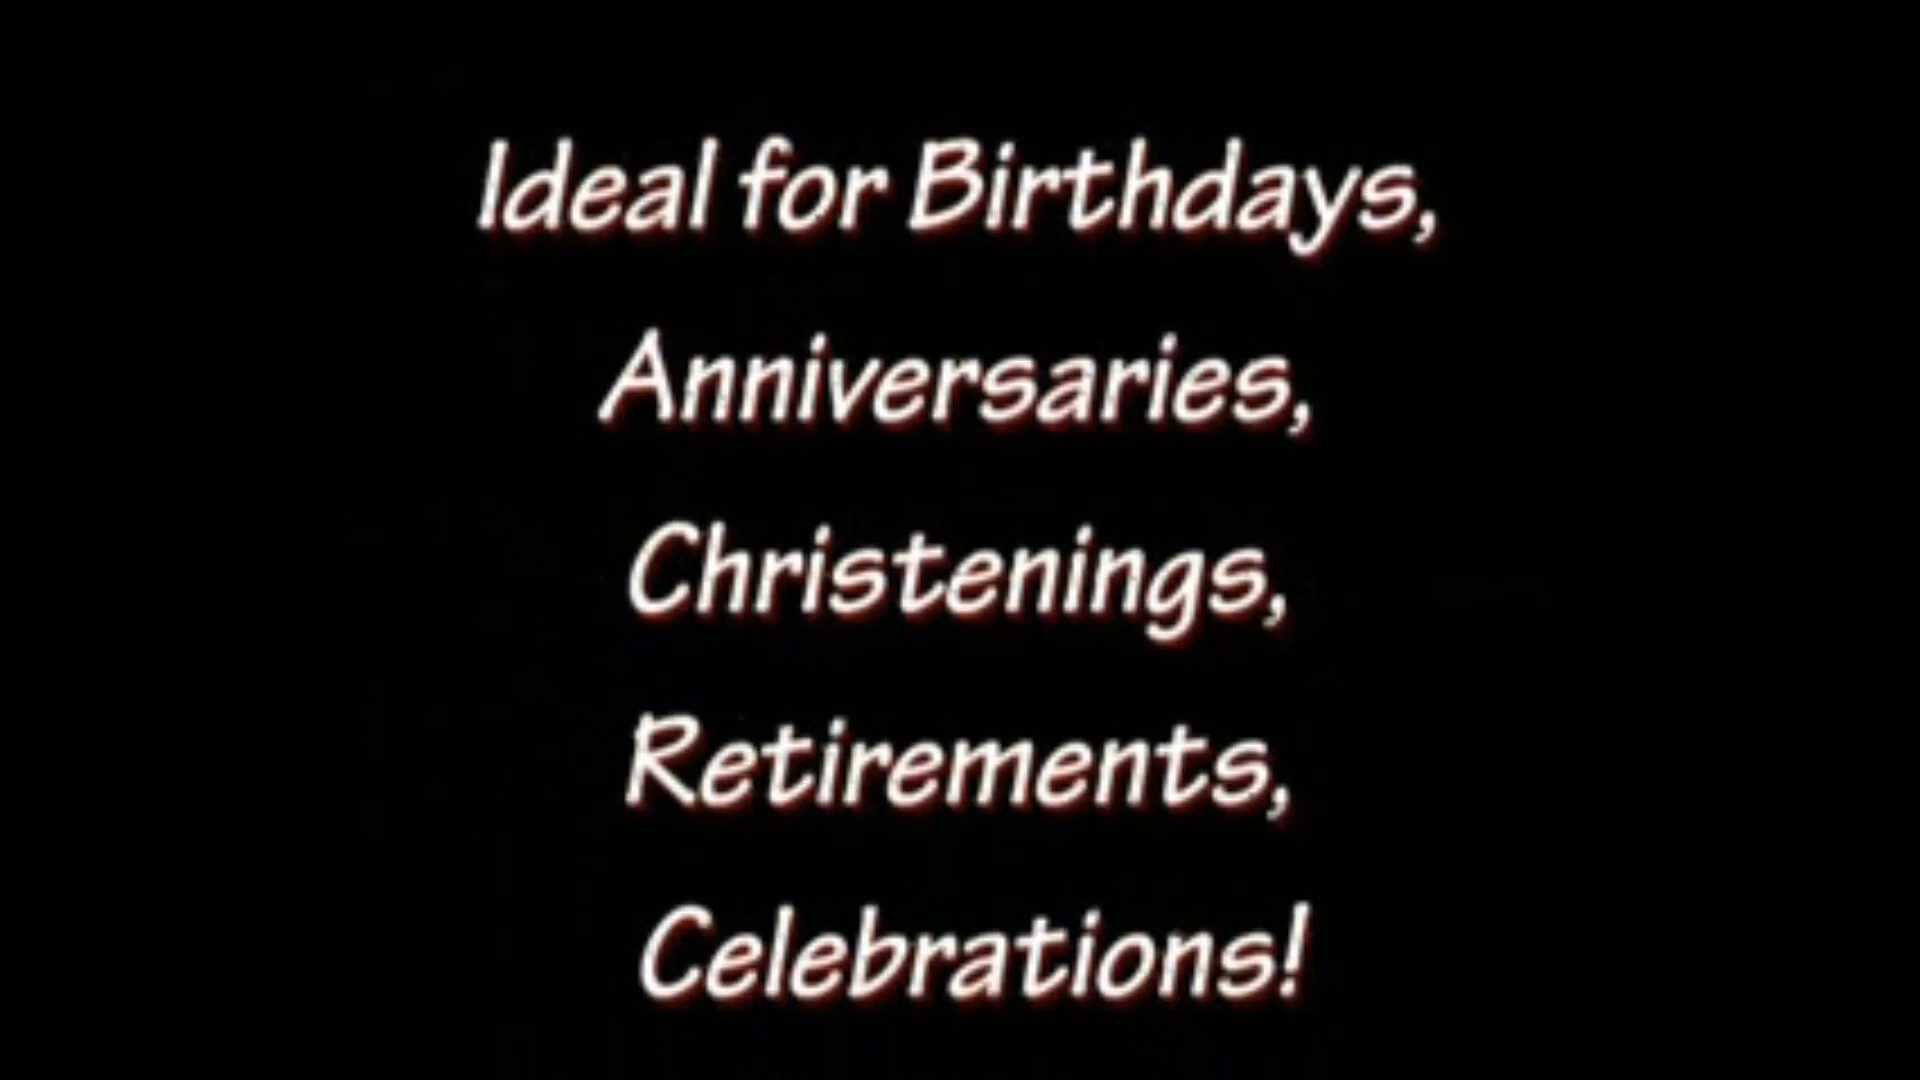 Ideal for Birthdays,
Anniversaries,
Christenings,
Retirements,
Celebrations!